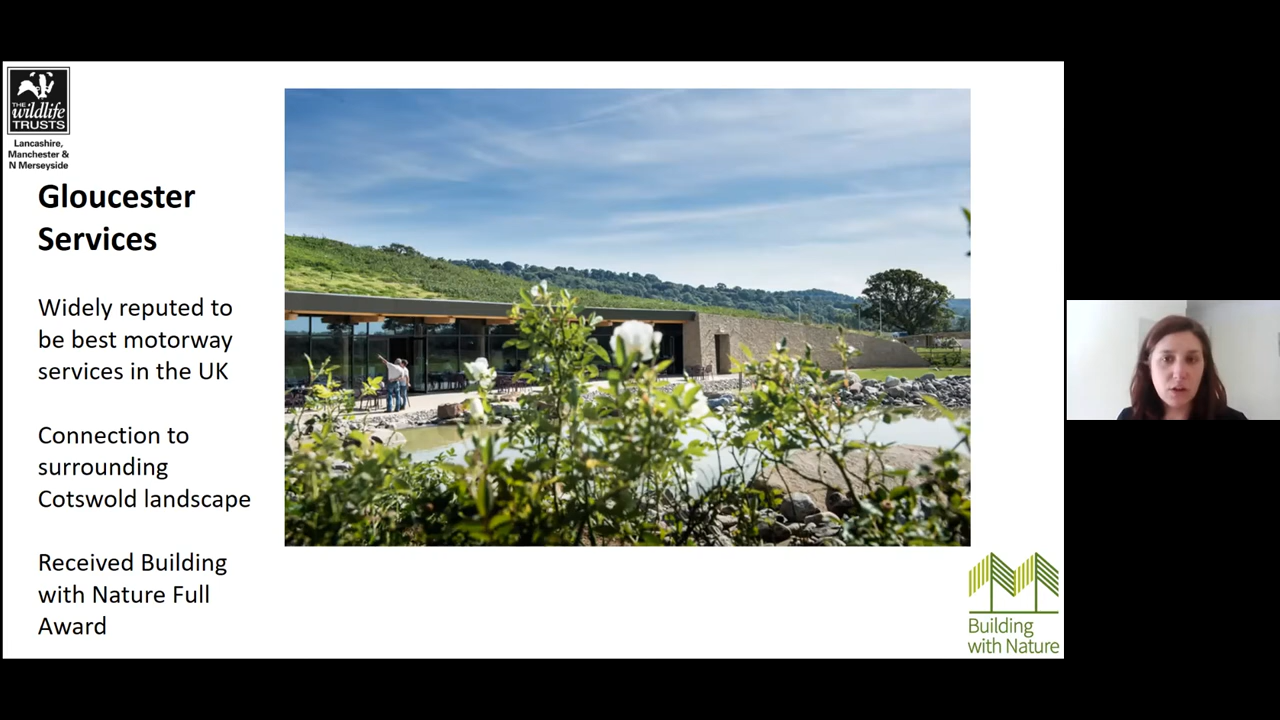 THE
wildlife
TRUSTS
Lancashire,
Manchester &
N Merseyside
Gloucester
Services
Widely reputed to
be best motorway
services in the UK
Connection to
surrounding
Cotswold landscape
Received Building
with Nature Full
Award
Building
with Nature